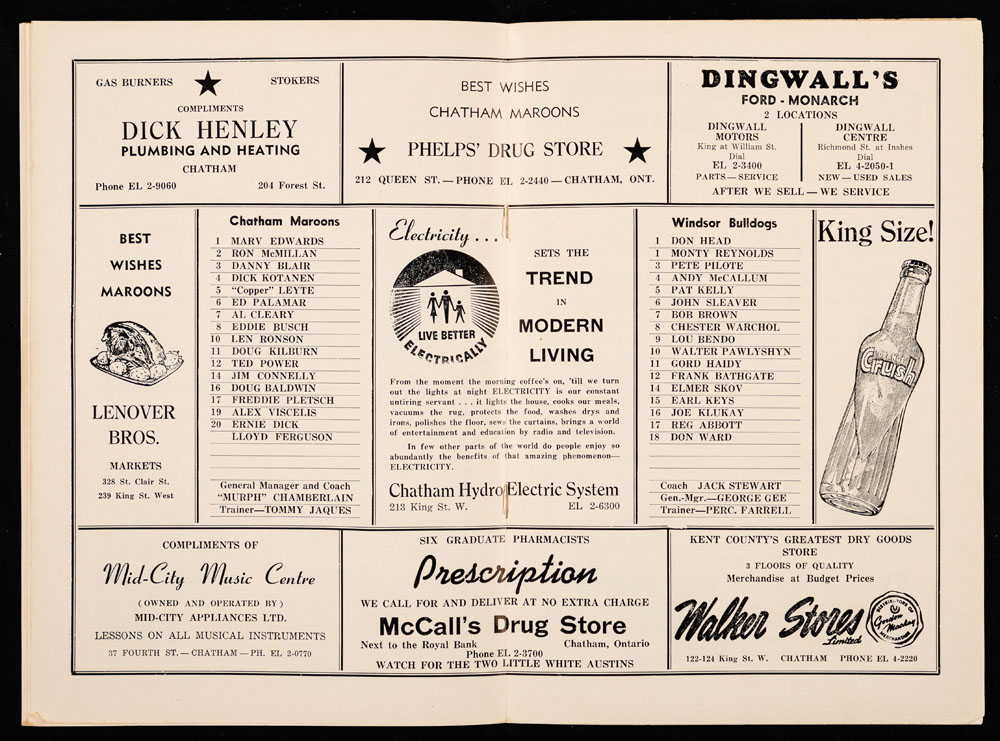 GAS BURNERS STOKERS
COMPLIMENTS
DICK HENLEY
PLUMBING AND HEATING
CHATHAM
Phone EL 2-9060 204 Forest St.
BEST WISHES
CHATHAM MAROONS
PHELPS' DRUG STORE
212 QUEEN ST. — PHONE EL 2-2440 — CHATHAM, ONT.
DINGWALL'S
FORD - MONARCH
2 LOCATIONS
DINGWALL
MOTORS
King at William St.
Dial
EL 2-3400
PARTS — SERVICE
DINGWALL
CENTRE
Richmond St. at Inshes
Dial
EL 4-2050-1
NEW — USED SALES
AFTER WE SELL — WE SERVICE
BEST
WISHES
MAROONS
LENOVER
BROS.
MARKETS
328 St. Clair St.
239 King St. West
Chatham Maroons
1 MARV EDWARDS
2 RON McMILLAN
3 DANNY BLAIR
4 DICK KOTANEN
5 "Copper" LEYTE
6 ED PALAMAR
7 AL CLEARY
8 EDDIE BUSCH
10 LEN RONSON
11 DOUG KILBURN
12 TED POWER
14 JIM CONNELLY
16 DOUG BALDWIN
17 FREDDIE PLETSCH
19 ALEX VISCELIS
20 ERNIE DICK
LLOYD FERGUSON
General Manager and Coach
"MURPH" CHAMBERLAIN
Trainer—TOMMY JAQUES
Electricity . . .
LIVE BETTER
ELECTRICALLY
SETS THE
TREND
IN
MODERN
LIVING
From the moment the morning coffee's on, 'till we turn
out the lights at night ELECTRICITY is our constant
untiring servant . . . it lights the house, cooks our meals,
vacuums the rug, protects the food, washes drys and
irons, polishes the floor, sews the curtains, brings a world
of entertainment and education by radio and television.
In few other parts of the world do people enjoy so
abundantly the benefits of that amazing phenomenon—
ELECTRICITY.
Chatham Hydro Electric System
213 King St. W. EL 2-6300
Windsor Bulldogs
1 DON HEAD
1 MONTY REYNOLDS
3 PETE PILOTE
4 ANDY McCALLUM
5 PAT KELLY
6 JOHN SLEAVER
7 BOB BROWN
8 CHESTER WARCHOL
9 LOU BENDO
10 WALTER PAWLYSHYN
11 GORD HAIDY
12 FRANK BATHGATE
14 ELMER SKOV
15 EARL KEYS
16 JOE KLUKAY
17 REG ABBOTT
18 DON WARD
Coach JACK STEWART
Gen.-Mgr.—GEORGE GEE
Trainer—PERC. FARRELL
King Size!
Crush
COMPLIMENTS OF
Mid-City Music Centre
(OWNED AND OPERATED BY)
MID-CITY APPLIANCES LTD.
LESSONS ON ALL MUSICAL INSTRUMENTS
37 FOURTH ST. — CHATHAM — PH. EL 2-0770
SIX GRADUATE PHARMACISTS
Prescription
WE CALL FOR AND DELIVER AT NO EXTRA CHARGE
McCall's Drug Store
Next to the Royal Bank Chatham, Ontario
Phone EL 2-3700
WATCH FOR THE TWO LITTLE WHITE AUSTINS
KENT COUNTY'S GREATEST DRY GOODS
STORE
3 FLOORS OF QUALITY
Merchandise at Budget Prices
Walker Stores
Limited
DISTRIBUTORS OF
Gordon
Mackay
MERCHANDISE
122-124 King St. W. CHATHAM PHONE EL 4-2220